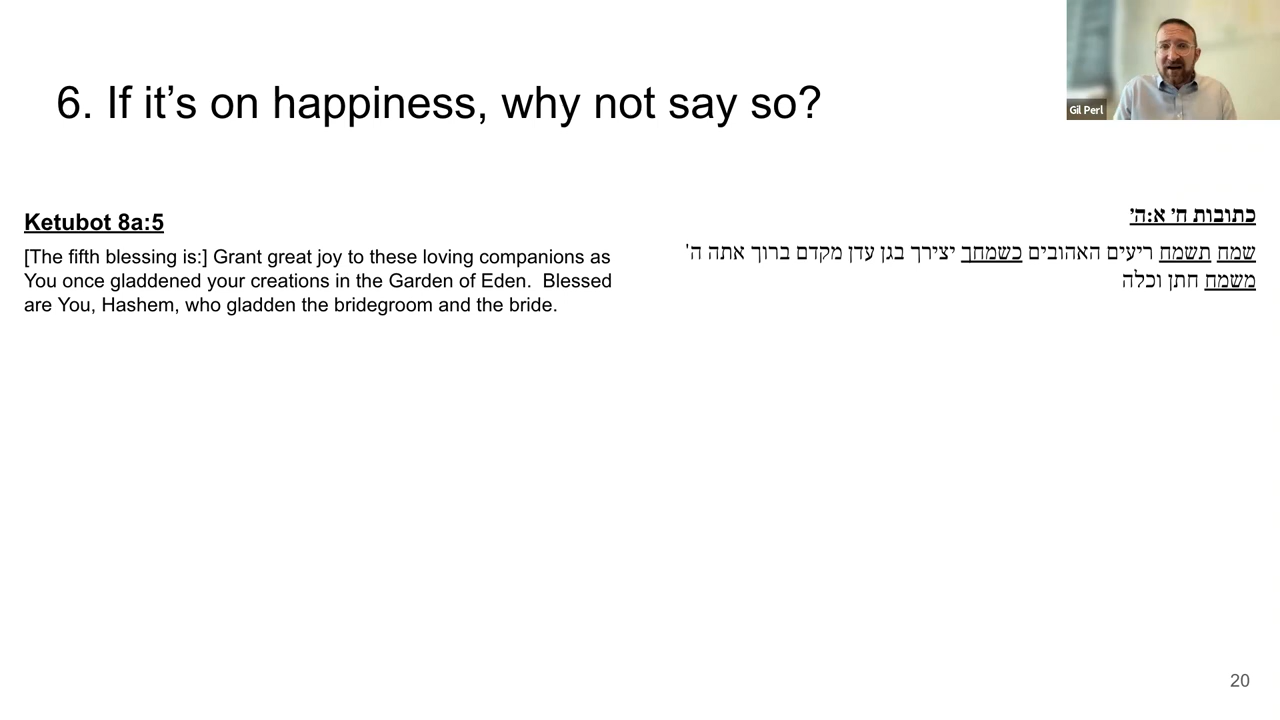 6. If it’s on happiness, why not say so?
Gil Perl
Ketubot 8a:5
[The fifth blessing is:] Grant great joy to these loving companions as
You once gladdened your creations in the Garden of Eden.  Blessed
are You, Hashem, who gladden the bridegroom and the bride.
כתובות ח׳ א:ה׳
שמח תשמח ריעים האהובים כשמחך יצירך בגן עדן מקדם ברוך אתה ה'
משמח חתן וכלה
20